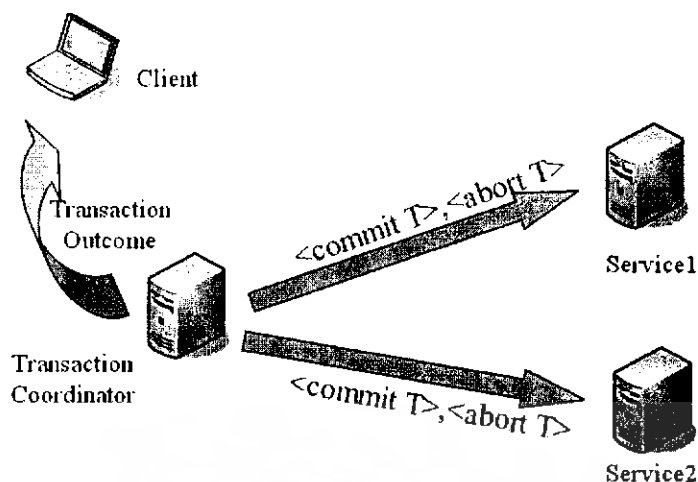 Client
Transaction
Outcome
<commit T>,<abort T>
Service1
Transaction
Coordinator
<commit T>,<abort T>
Service2